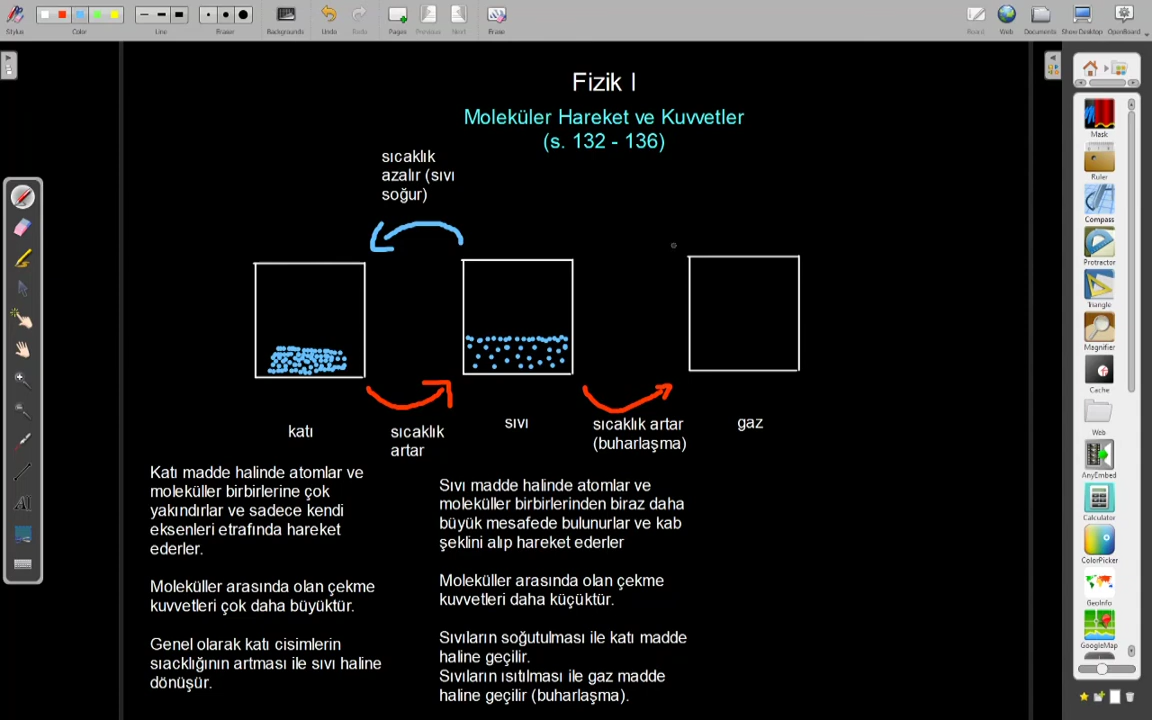 Stylus
Color
Line
Eraser
Backgrounds
Undo
Redo
Pages
Previous
Next
Erase
Board
Web
Documents
Show Desktop
OpenBoard
Fizik I
Moleküler Hareket ve Kuvvetler
(s. 132 - 136)
sıcaklık
azalır (sıvı
soğur)
katı
sıcaklık
artar
sıvı
sıcaklık artar
(buharlaşma)
gaz
Katı madde halinde atomlar ve
moleküller birbirlerine çok
yakındırlar ve sadece kendi
eksenleri etrafında hareket
ederler.
Moleküller arasında olan çekme
kuvvetleri çok daha büyüktür.
Genel olarak katı cisimlerin
sıacklığının artması ile sıvı haline
dönüşür.
Sıvı madde halinde atomlar ve
moleküller birbirlerinden biraz daha
büyük mesafede bulunurlar ve kab
şeklini alıp hareket ederler
Moleküller arasında olan çekme
kuvvetleri daha küçüktür.
Sıvıların soğutulması ile katı madde
haline geçilir.
Sıvıların ısıtılması ile gaz madde
haline geçilir (buharlaşma).
Mask
Ruler
Compass
Protractor
Triangle
Magnifier
Cache
Web
AnyEmbed
Calculator
ColorPicker
GeoInfo
GoogleMap